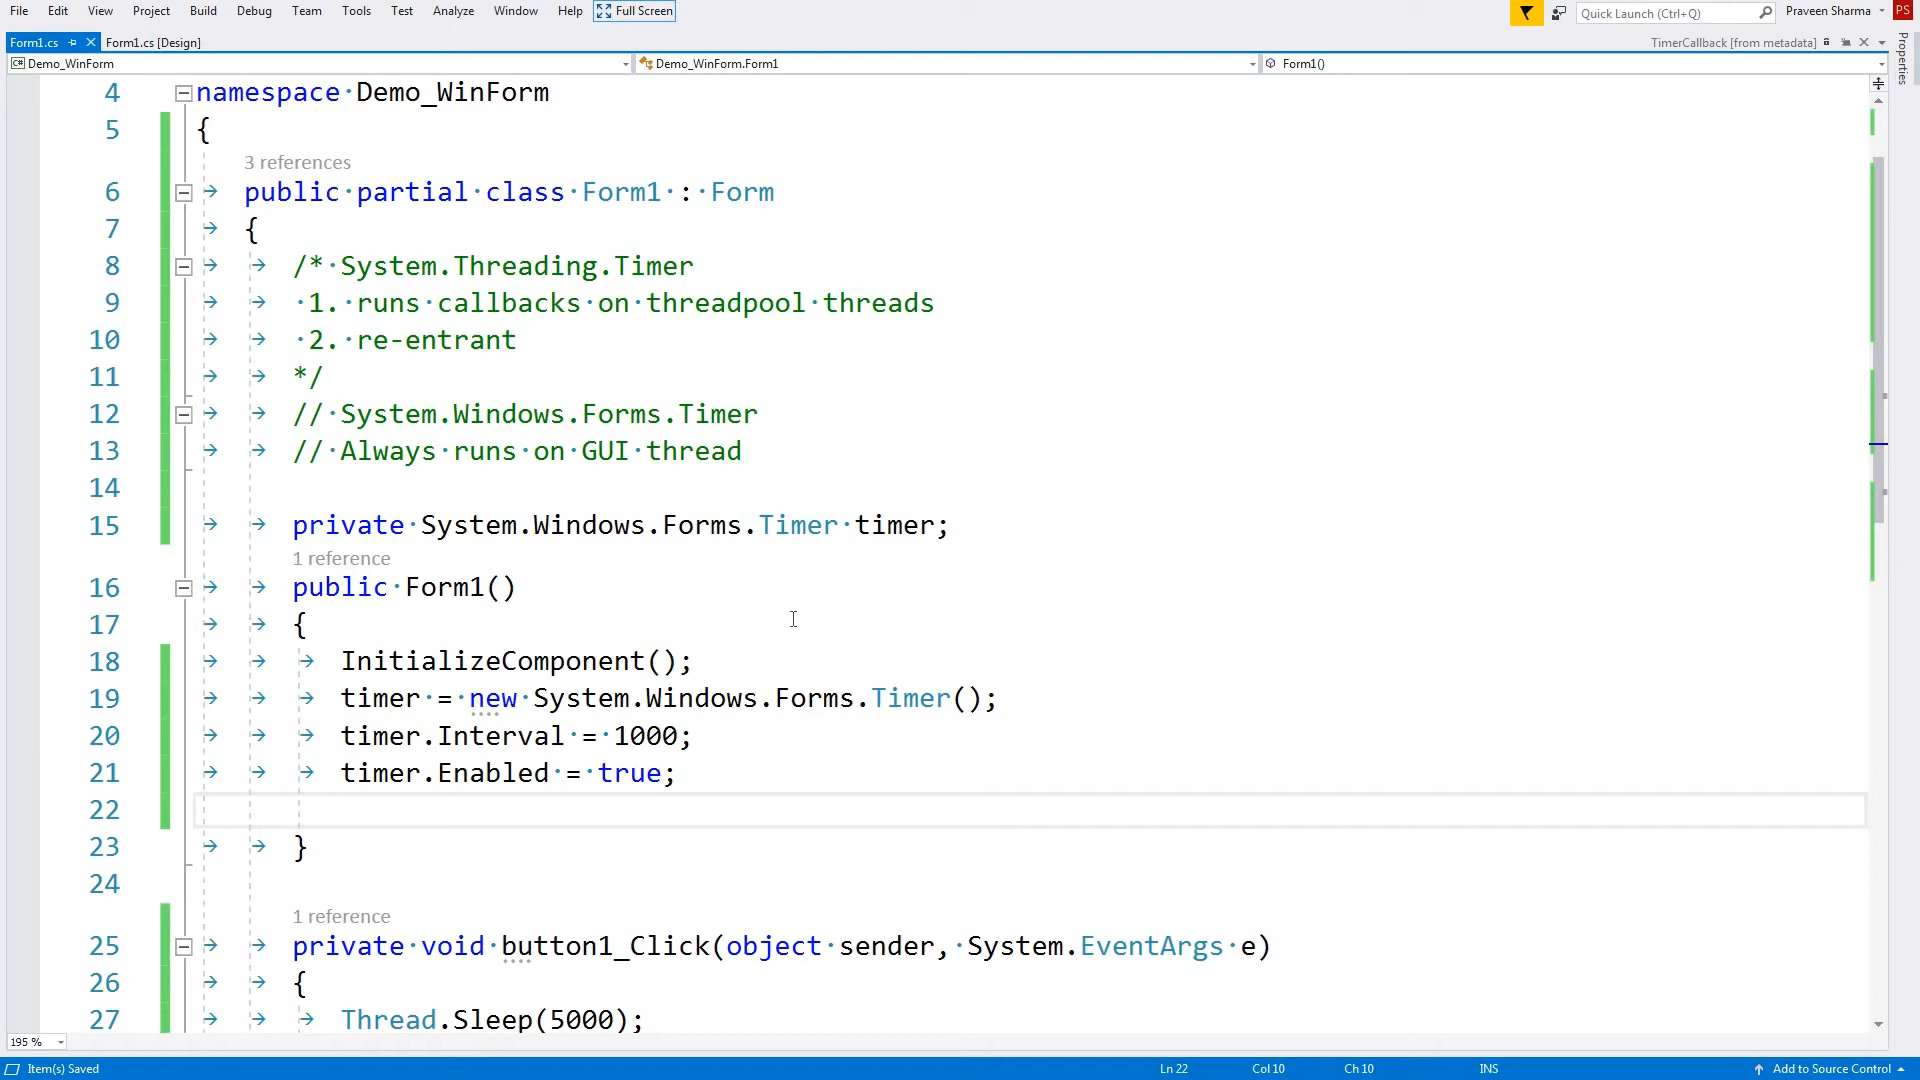 File Edit View Project Build Debug Team Tools Test Analyze Window Help Full Screen Quick Launch (Ctrl+Q) Praveen Sharma PS
Form1.cs Form1.cs [Design] TimerCallback [from metadata]
C# Demo_WinForm Demo_WinForm.Form1 Form1()
Properties
4 namespace Demo_WinForm
5 {
3 references
6 public partial class Form1 : Form
7 {
8 /* System.Threading.Timer
9 1. runs callbacks on threadpool threads
10 2. re-entrant
11 */
12 // System.Windows.Forms.Timer
13 // Always runs on GUI thread
14
15 private System.Windows.Forms.Timer timer;
1 reference
16 public Form1()
17 {
18 InitializeComponent();
19 timer = new System.Windows.Forms.Timer();
20 timer.Interval = 1000;
21 timer.Enabled = true;
22
23 }
24
1 reference
25 private void button1_Click(object sender, System.EventArgs e)
26 {
27 Thread.Sleep(5000);
195 %
Item(s) Saved Ln 22 Col 10 Ch 10 INS Add to Source Control